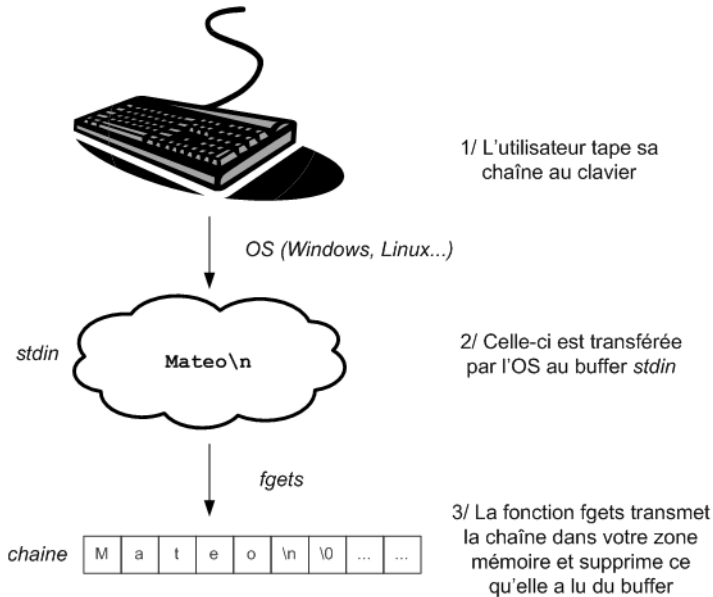 1/ L'utilisateur tape sa
chaîne au clavier
OS (Windows, Linux...)
stdin
Mateo\n
2/ Celle-ci est transférée
par l'OS au buffer stdin
fgets
3/ La fonction fgets transmet
la chaîne dans votre zone
mémoire et supprime ce
qu'elle a lu du buffer
chaine M a t e o \n \0 ... ...